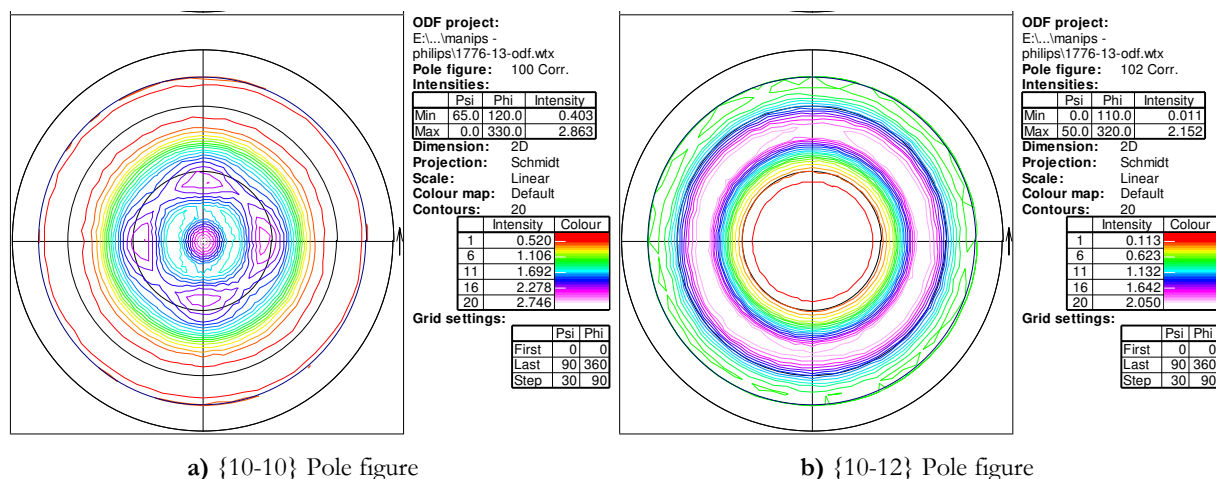 ODF project:
E:\...\manips -
philips\1776-13-odf.wtx
Pole figure: 100 Corr.
Intensities:
Psi Phi Intensity
Min 65.0 120.0 0.403
Max 0.0 330.0 2.863
Dimension: 2D
Projection: Schmidt
Scale: Linear
Colour map: Default
Contours: 20
Intensity Colour
1 0.520
6 1.106
11 1.692
16 2.278
20 2.746
Grid settings:
Psi Phi
First 0 0
Last 90 360
Step 30 90
a) {10-10} Pole figure
ODF project:
E:\...\manips -
philips\1776-13-odf.wtx
Pole figure: 102 Corr.
Intensities:
Psi Phi Intensity
Min 0.0 110.0 0.011
Max 50.0 320.0 2.152
Dimension: 2D
Projection: Schmidt
Scale: Linear
Colour map: Default
Contours: 20
Intensity Colour
1 0.113
6 0.623
11 1.132
16 1.642
20 2.050
Grid settings:
Psi Phi
First 0 0
Last 90 360
Step 30 90
b) {10-12} Pole figure